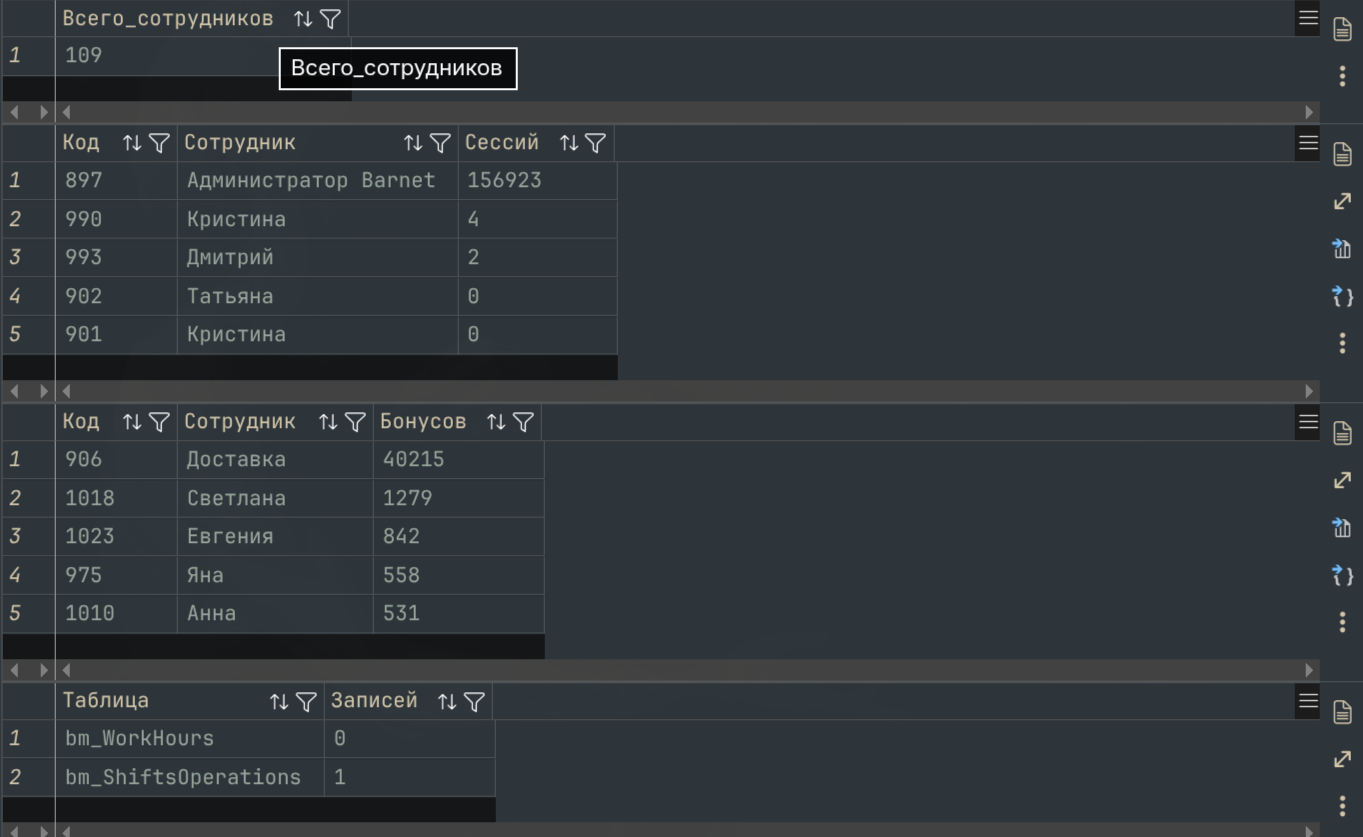 Всего_сотрудников
1 109
Всего_сотрудников
Код Сотрудник Сессий
1 897 Администратор Barnet 156923
2 990 Кристина 4
3 993 Дмитрий 2
4 902 Татьяна 0
5 901 Кристина 0
Код Сотрудник Бонусов
1 906 Доставка 40215
2 1018 Светлана 1279
3 1023 Евгения 842
4 975 Яна 558
5 1010 Анна 531
Таблица Записей
1 bm_WorkHours 0
2 bm_ShiftsOperations 1